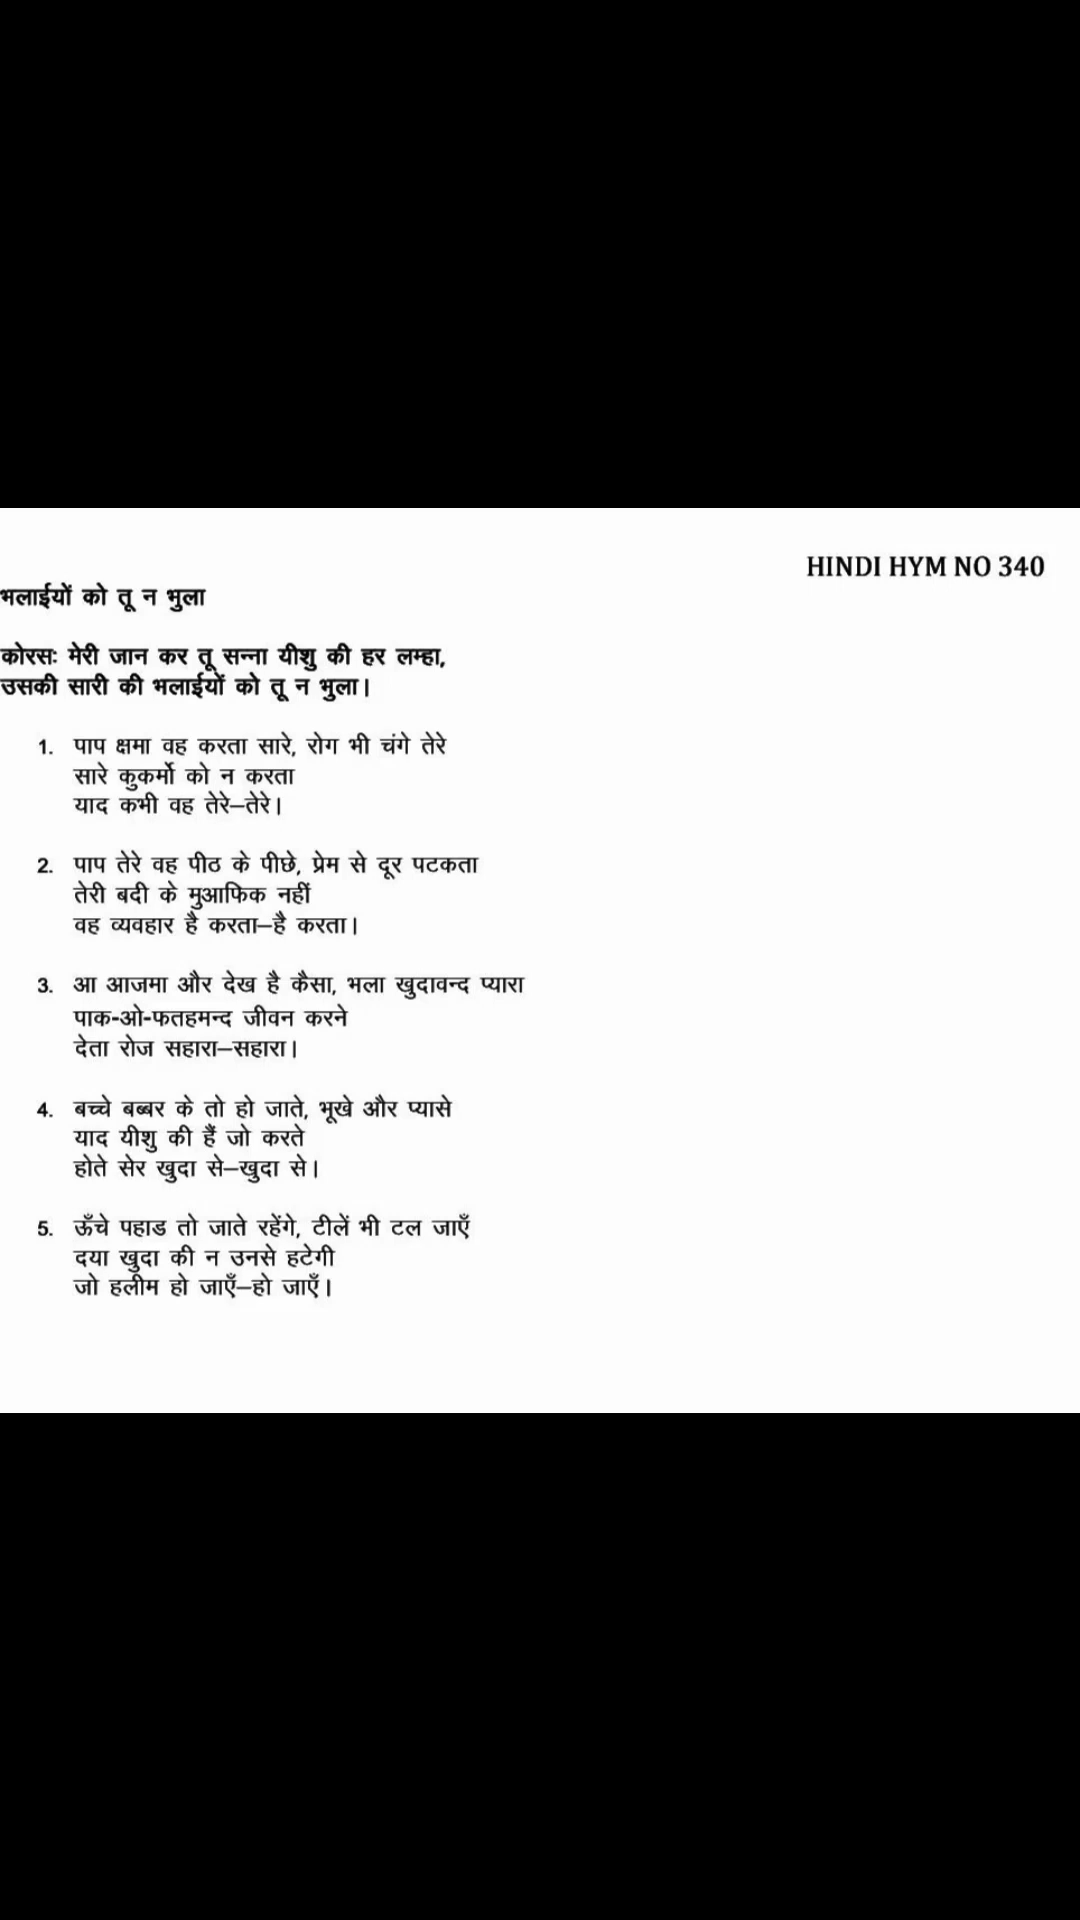 HINDI HYM NO 340
भलाईयों को तू न भुला
कोरसः मेरी जान कर तू सन्ना यीशु की हर लम्हा,
उसकी सारी की भलाईयों को तू न भुला।
1. पाप क्षमा वह करता सारे, रोग भी चंगे तेरे
सारे कुकर्मो को न करता
याद कभी वह तेरे–तेरे।
2. पाप तेरे वह पीठ के पीछे, प्रेम से दूर पटकता
तेरी बदी के मुआफिक नहीं
वह व्यवहार है करता–है करता।
3. आ आजमा और देख है कैसा, भला खुदावन्द प्यारा
पाक-ओ-फतहमन्द जीवन करने
देता रोज सहारा–सहारा।
4. बच्चे बब्बर के तो हो जाते, भूखे और प्यासे
याद यीशु की हैं जो करते
होते सेर खुदा से–खुदा से।
5. ऊँचे पहाड तो जाते रहेंगे, टीलें भी टल जाएँ
दया खुदा की न उनसे हटेगी
जो हलीम हो जाएँ–हो जाएँ।